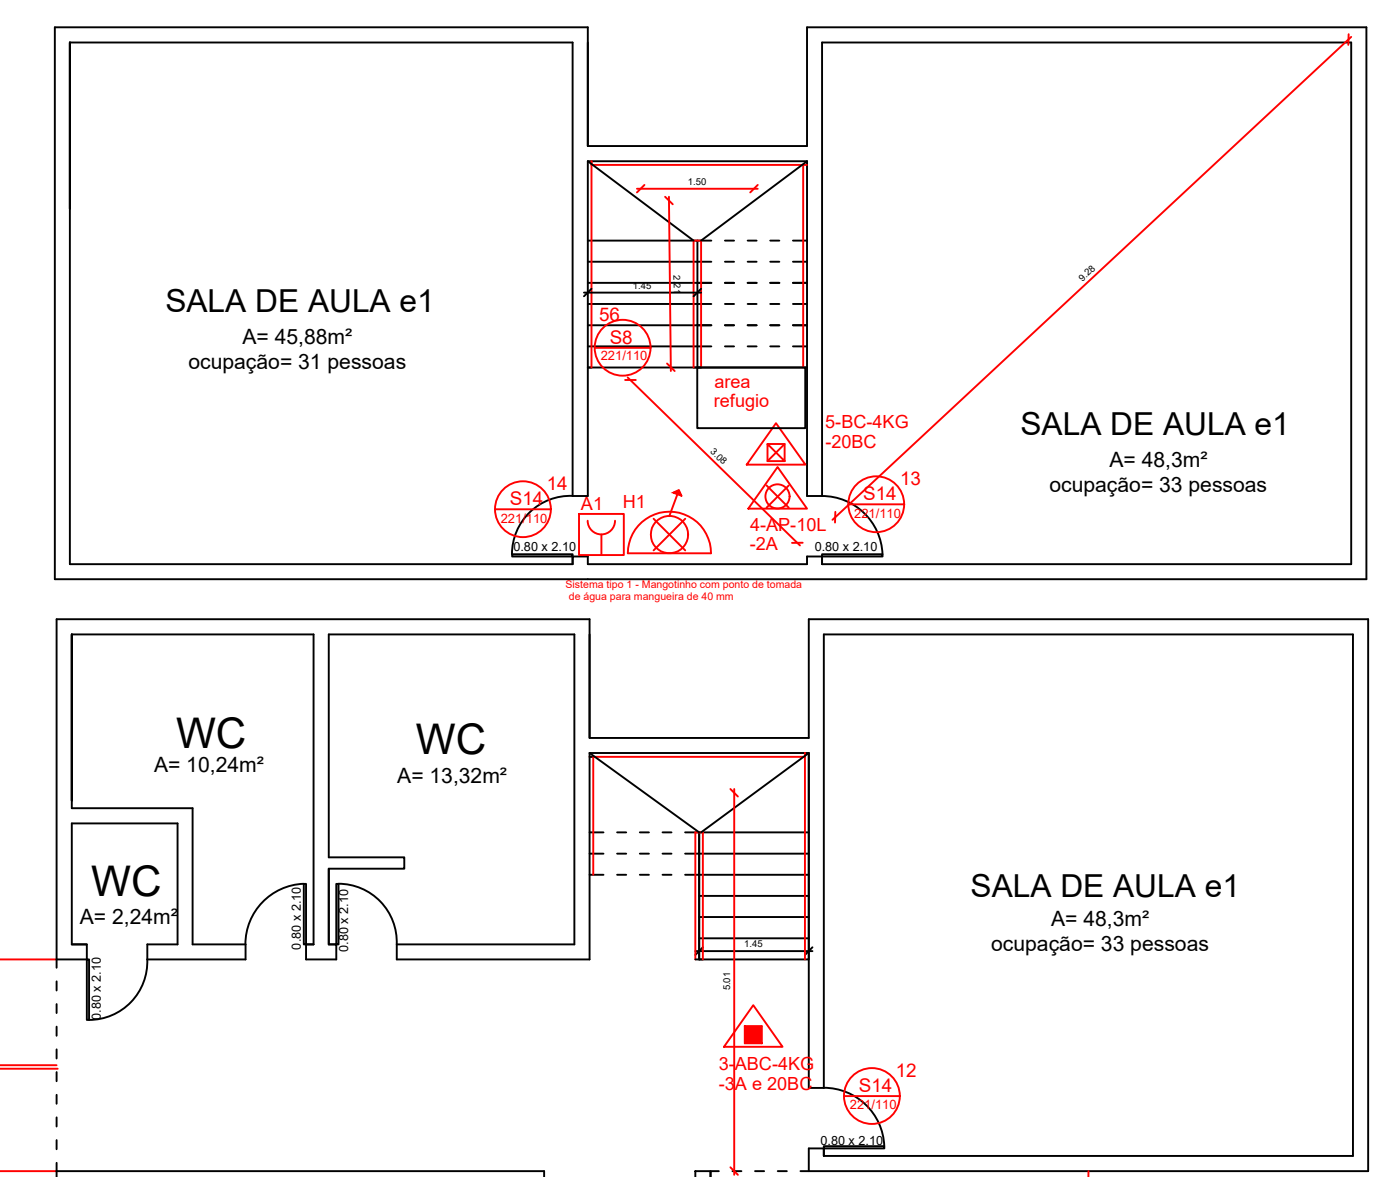 1.50
1.45
2.21
56
S8
221/110
area
refugio
9.28
SALA DE AULA e1
A= 45,88m²
ocupação= 31 pessoas
SALA DE AULA e1
A= 48,3m²
ocupação= 33 pessoas
5-BC-4KG
-20BC
3.08
14
S14
221/110
0.80 x 2.10
A1
H1
4-AP-10L
-2A
13
S14
221/110
0.80 x 2.10
Sistema tipo 1 - Mangotinho com ponto de tomada
de água para mangueira de 40 mm
WC
A= 10,24m²
WC
A= 13,32m²
WC
A= 2,24m²
0.80 x 2.10
0.80 x 2.10
0.80 x 2.10
1.45
5.01
SALA DE AULA e1
A= 48,3m²
ocupação= 33 pessoas
3-ABC-4KG
-3A e 20BC
12
S14
221/110
0.80 x 2.10